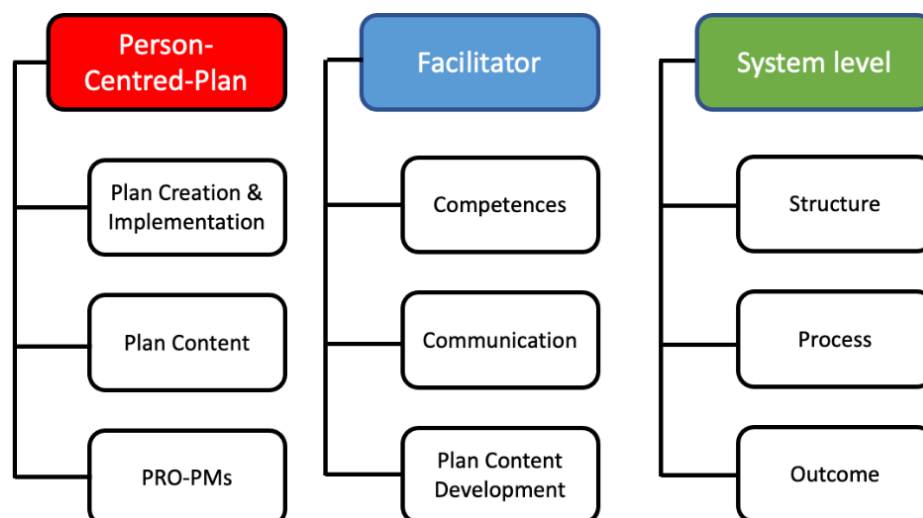 Person-
Centred-Plan
Plan Creation &
Implementation
Plan Content
PRO-PMs
Facilitator
Competences
Communication
Plan Content
Development
System level
Structure
Process
Outcome